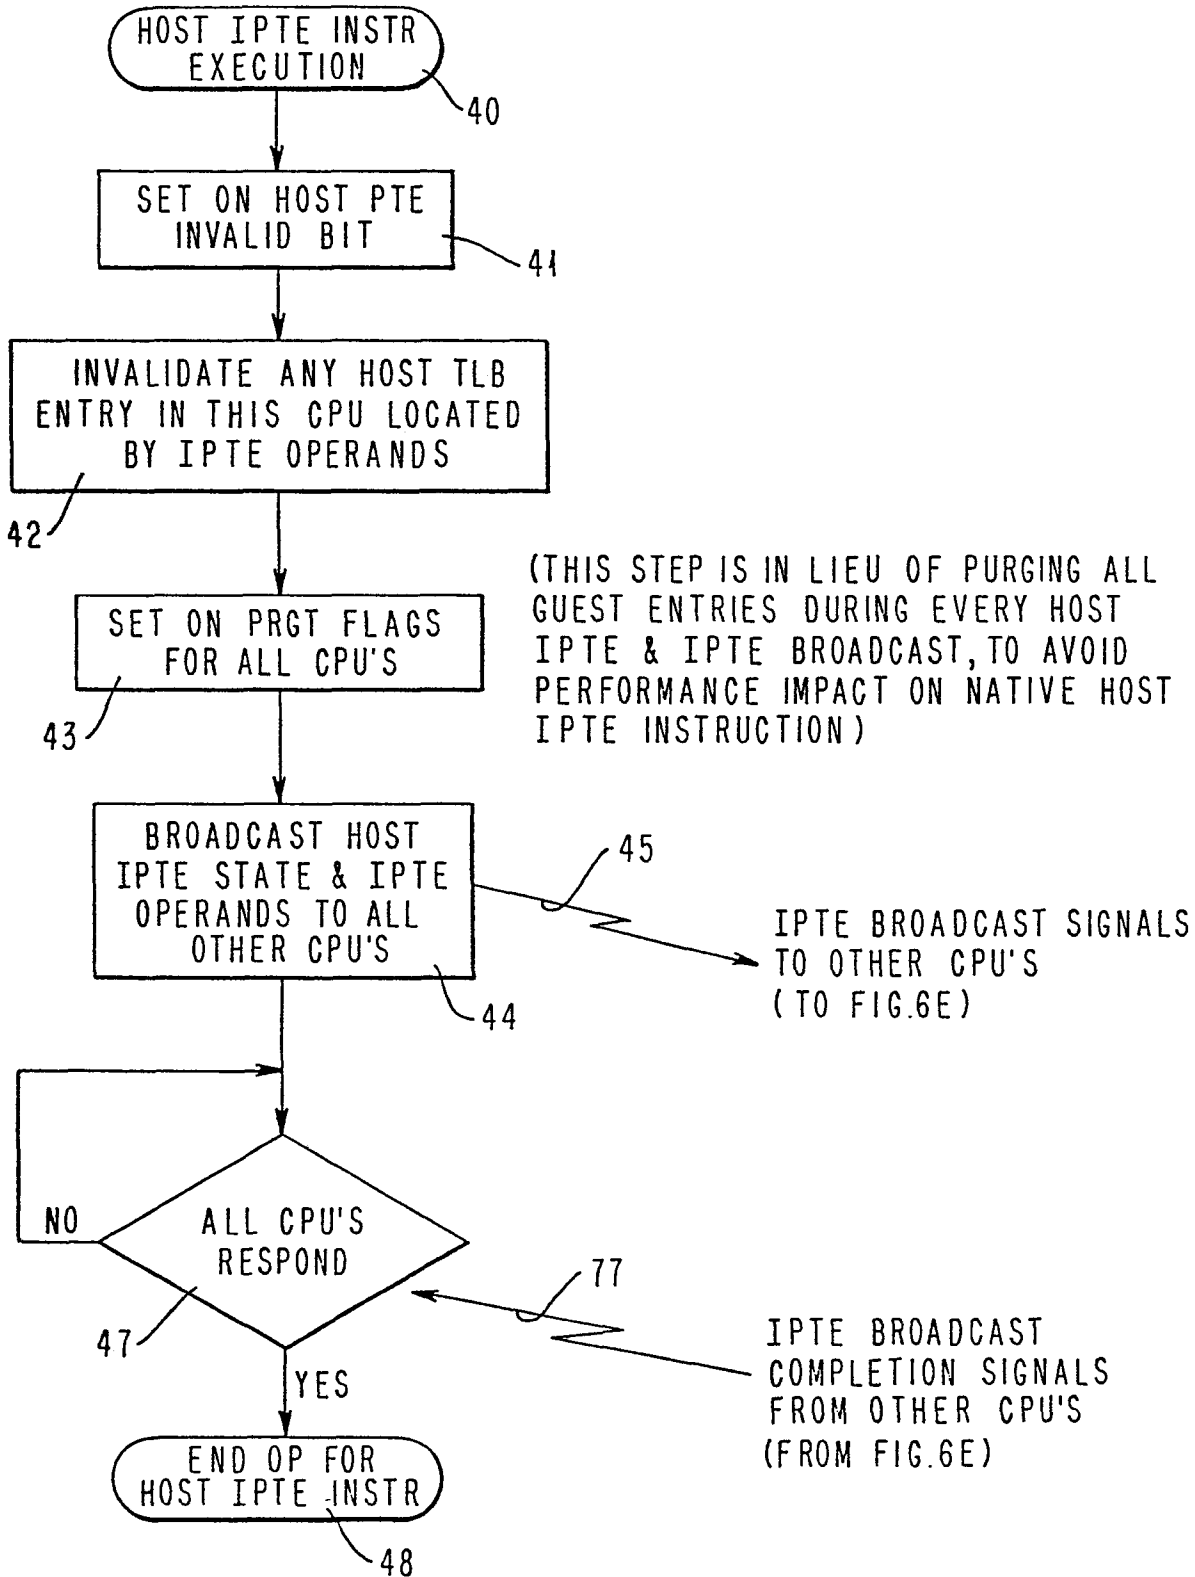 HOST IPTE INSTR
EXECUTION
40
SET ON HOST PTE
INVALID BIT
41
INVALIDATE ANY HOST TLB
ENTRY IN THIS CPU LOCATED
BY IPTE OPERANDS
42
SET ON PRGT FLAGS
FOR ALL CPU'S
43
(THIS STEP IS IN LIEU OF PURGING ALL
GUEST ENTRIES DURING EVERY HOST
IPTE & IPTE BROADCAST, TO AVOID
PERFORMANCE IMPACT ON NATIVE HOST
IPTE INSTRUCTION)
BROADCAST HOST
IPTE STATE & IPTE
OPERANDS TO ALL
OTHER CPU'S
44
45
IPTE BROADCAST SIGNALS
TO OTHER CPU'S
(TO FIG.6E)
NO
ALL CPU'S
RESPOND
47
77
IPTE BROADCAST
COMPLETION SIGNALS
FROM OTHER CPU'S
(FROM FIG.6E)
YES
END OP FOR
HOST IPTE INSTR
48